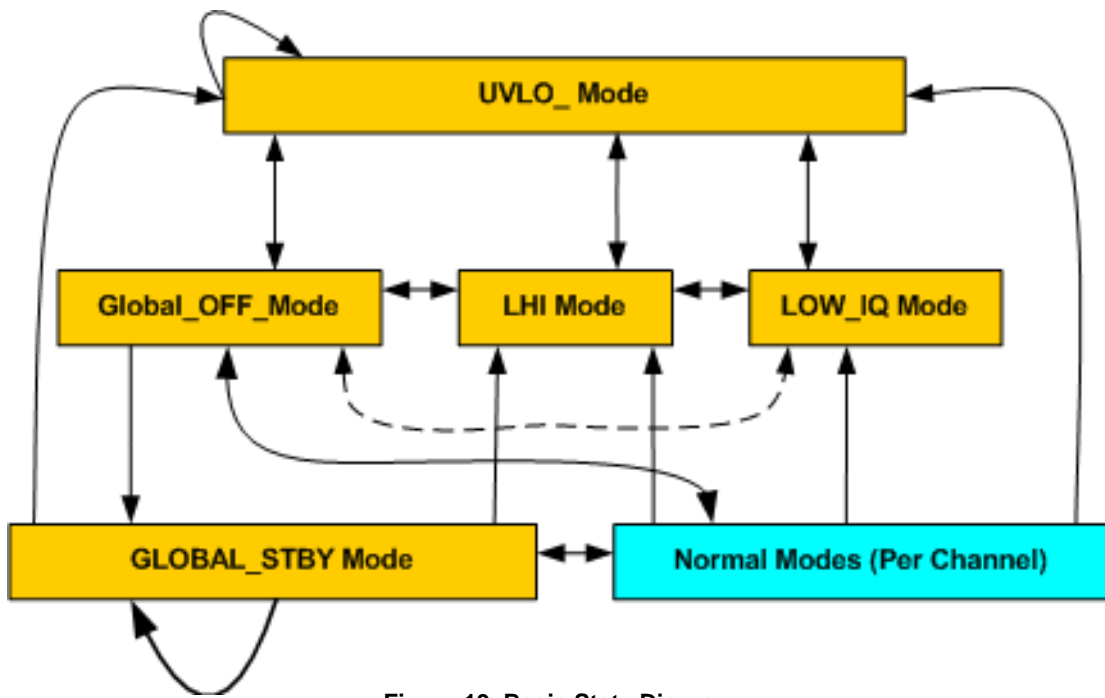 UVLO_ Mode
Global_OFF_Mode
LHI Mode
LOW_IQ Mode
GLOBAL_STBY Mode
Normal Modes (Per Channel)